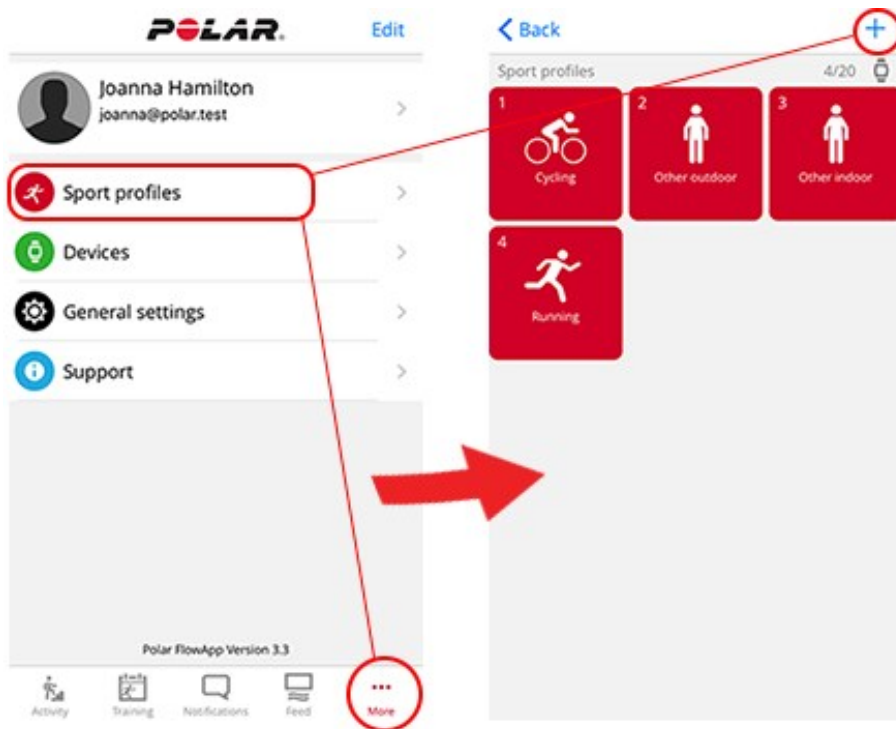 POLAR. Edit
Joanna Hamilton
joanna@polar.test
Sport profiles
Devices
General settings
Support
Polar FlowApp Version 3.3
Activity Training Notifications Feed More
Back
Sport profiles 4/20
1 2 3
Cycling Other outdoor Other indoor
4
Running